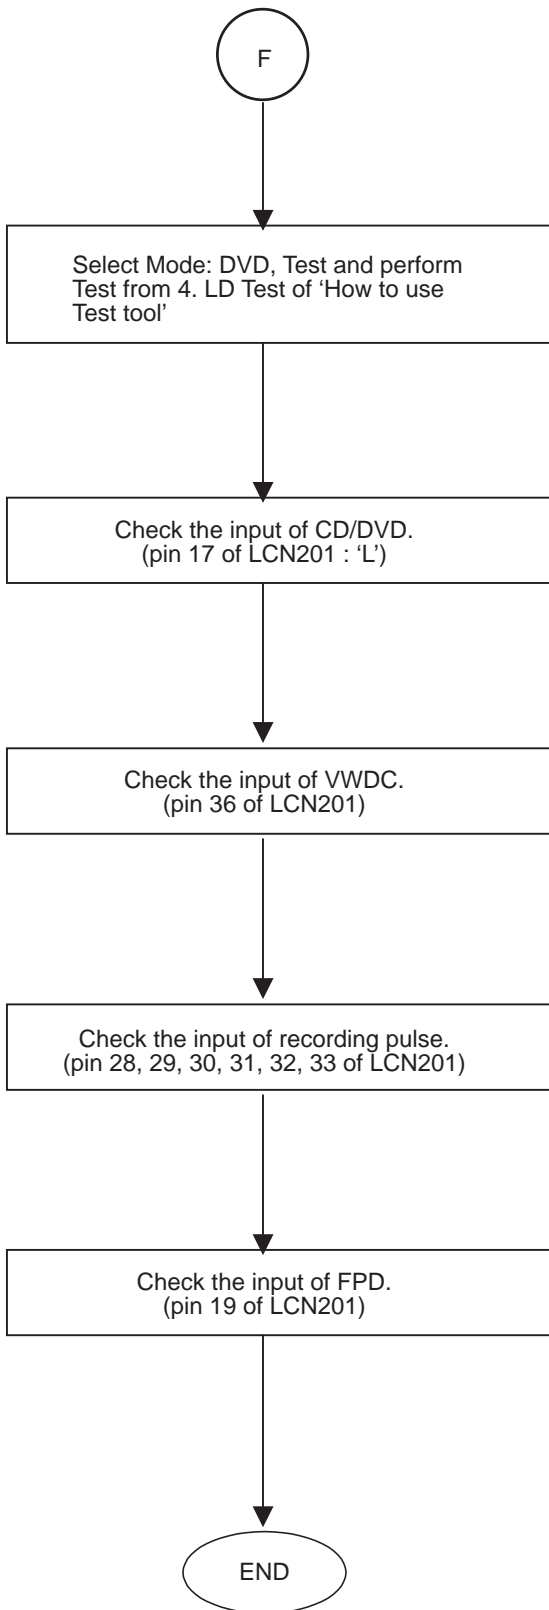 F
Select Mode: DVD, Test and perform
Test from 4. LD Test of ‘How to use
Test tool’
Check the input of CD/DVD.
(pin 17 of LCN201 : ‘L’)
Check the input of VWDC.
(pin 36 of LCN201)
Check the input of recording pulse.
(pin 28, 29, 30, 31, 32, 33 of LCN201)
Check the input of FPD.
(pin 19 of LCN201)
END